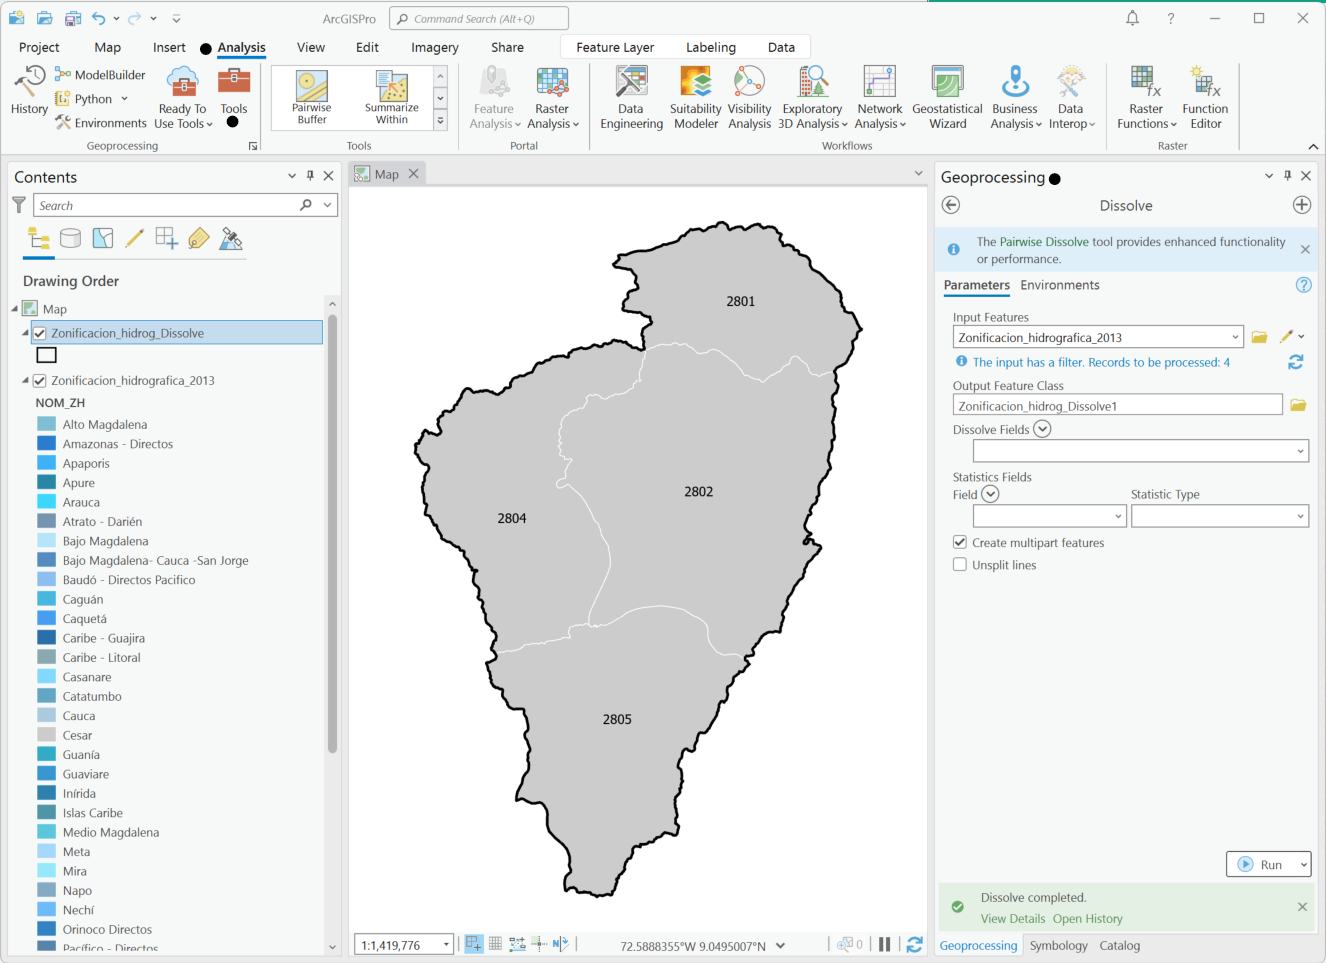 ArcGISPro
Command Search (Alt+Q)
?
Project
Map
Insert
Analysis
View
Edit
Imagery
Share
Feature Layer
Labeling
Data
History
ModelBuilder
Python
Environments
Ready To
Use Tools
Tools
Geoprocessing
Pairwise
Buffer
Summarize
Within
Tools
Feature
Analysis
Raster
Analysis
Portal
Data
Engineering
Suitability
Modeler
Visibility
Analysis
Exploratory
3D Analysis
Network
Analysis
Geostatistical
Wizard
Business
Analysis
Data
Interop
Workflows
Raster
Functions
Function
Editor
Raster
Contents
Search
Drawing Order
Map
Zonificacion_hidrog_Dissolve
Zonificacion_hidrografica_2013
NOM_ZH
Alto Magdalena
Amazonas - Directos
Apaporis
Apure
Arauca
Atrato - Darién
Bajo Magdalena
Bajo Magdalena- Cauca -San Jorge
Baudó - Directos Pacifico
Caguán
Caquetá
Caribe - Guajira
Caribe - Litoral
Casanare
Catatumbo
Cauca
Cesar
Guanía
Guaviare
Inírida
Islas Caribe
Medio Magdalena
Meta
Mira
Napo
Nechí
Orinoco Directos
Pacífico - Directos
Map
2801
2802
2804
2805
1:1,419,776
72.5888355°W 9.0495007°N
0
Geoprocessing
Dissolve
The Pairwise Dissolve tool provides enhanced functionality
or performance.
Parameters
Environments
?
Input Features
Zonificacion_hidrografica_2013
The input has a filter. Records to be processed: 4
Output Feature Class
Zonificacion_hidrog_Dissolve1
Dissolve Fields
Statistics Fields
Field
Statistic Type
Create multipart features
Unsplit lines
Run
Dissolve completed.
View Details Open History
Geoprocessing
Symbology
Catalog